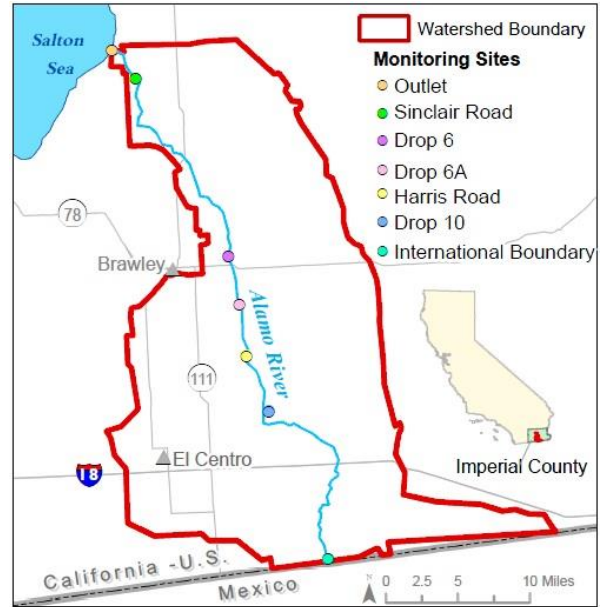 Salton
Sea
Watershed Boundary
Monitoring Sites
Outlet
Sinclair Road
Drop 6
Drop 6A
Harris Road
Drop 10
International Boundary
78
Brawley
Alamo River
111
El Centro
18
Imperial County
California -U.S.
Mexico
N
0 2.5 5 10 Miles